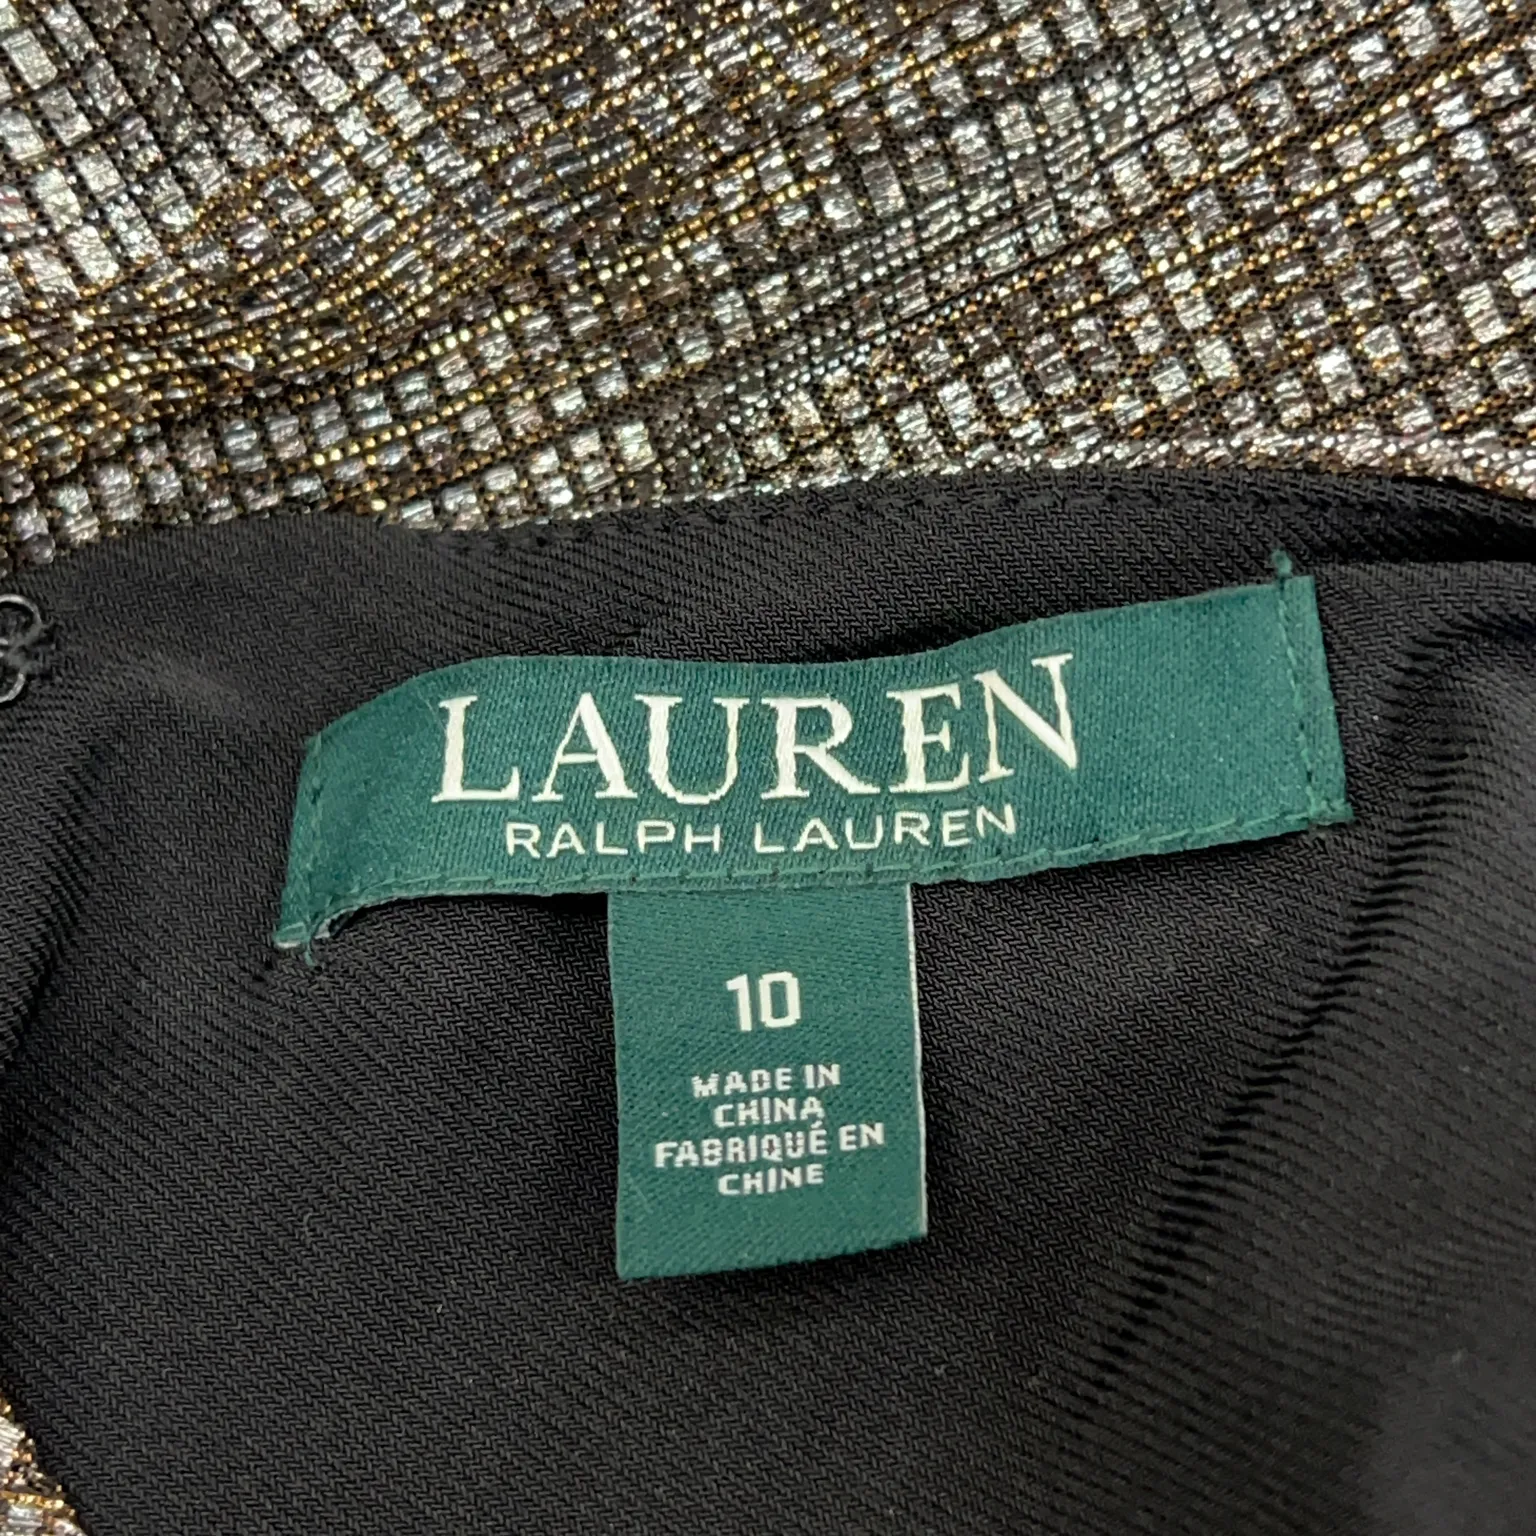 LAUREN
RALPH LAUREN
10
MADE IN
CHINA
FABRIQUÉ EN
CHINE